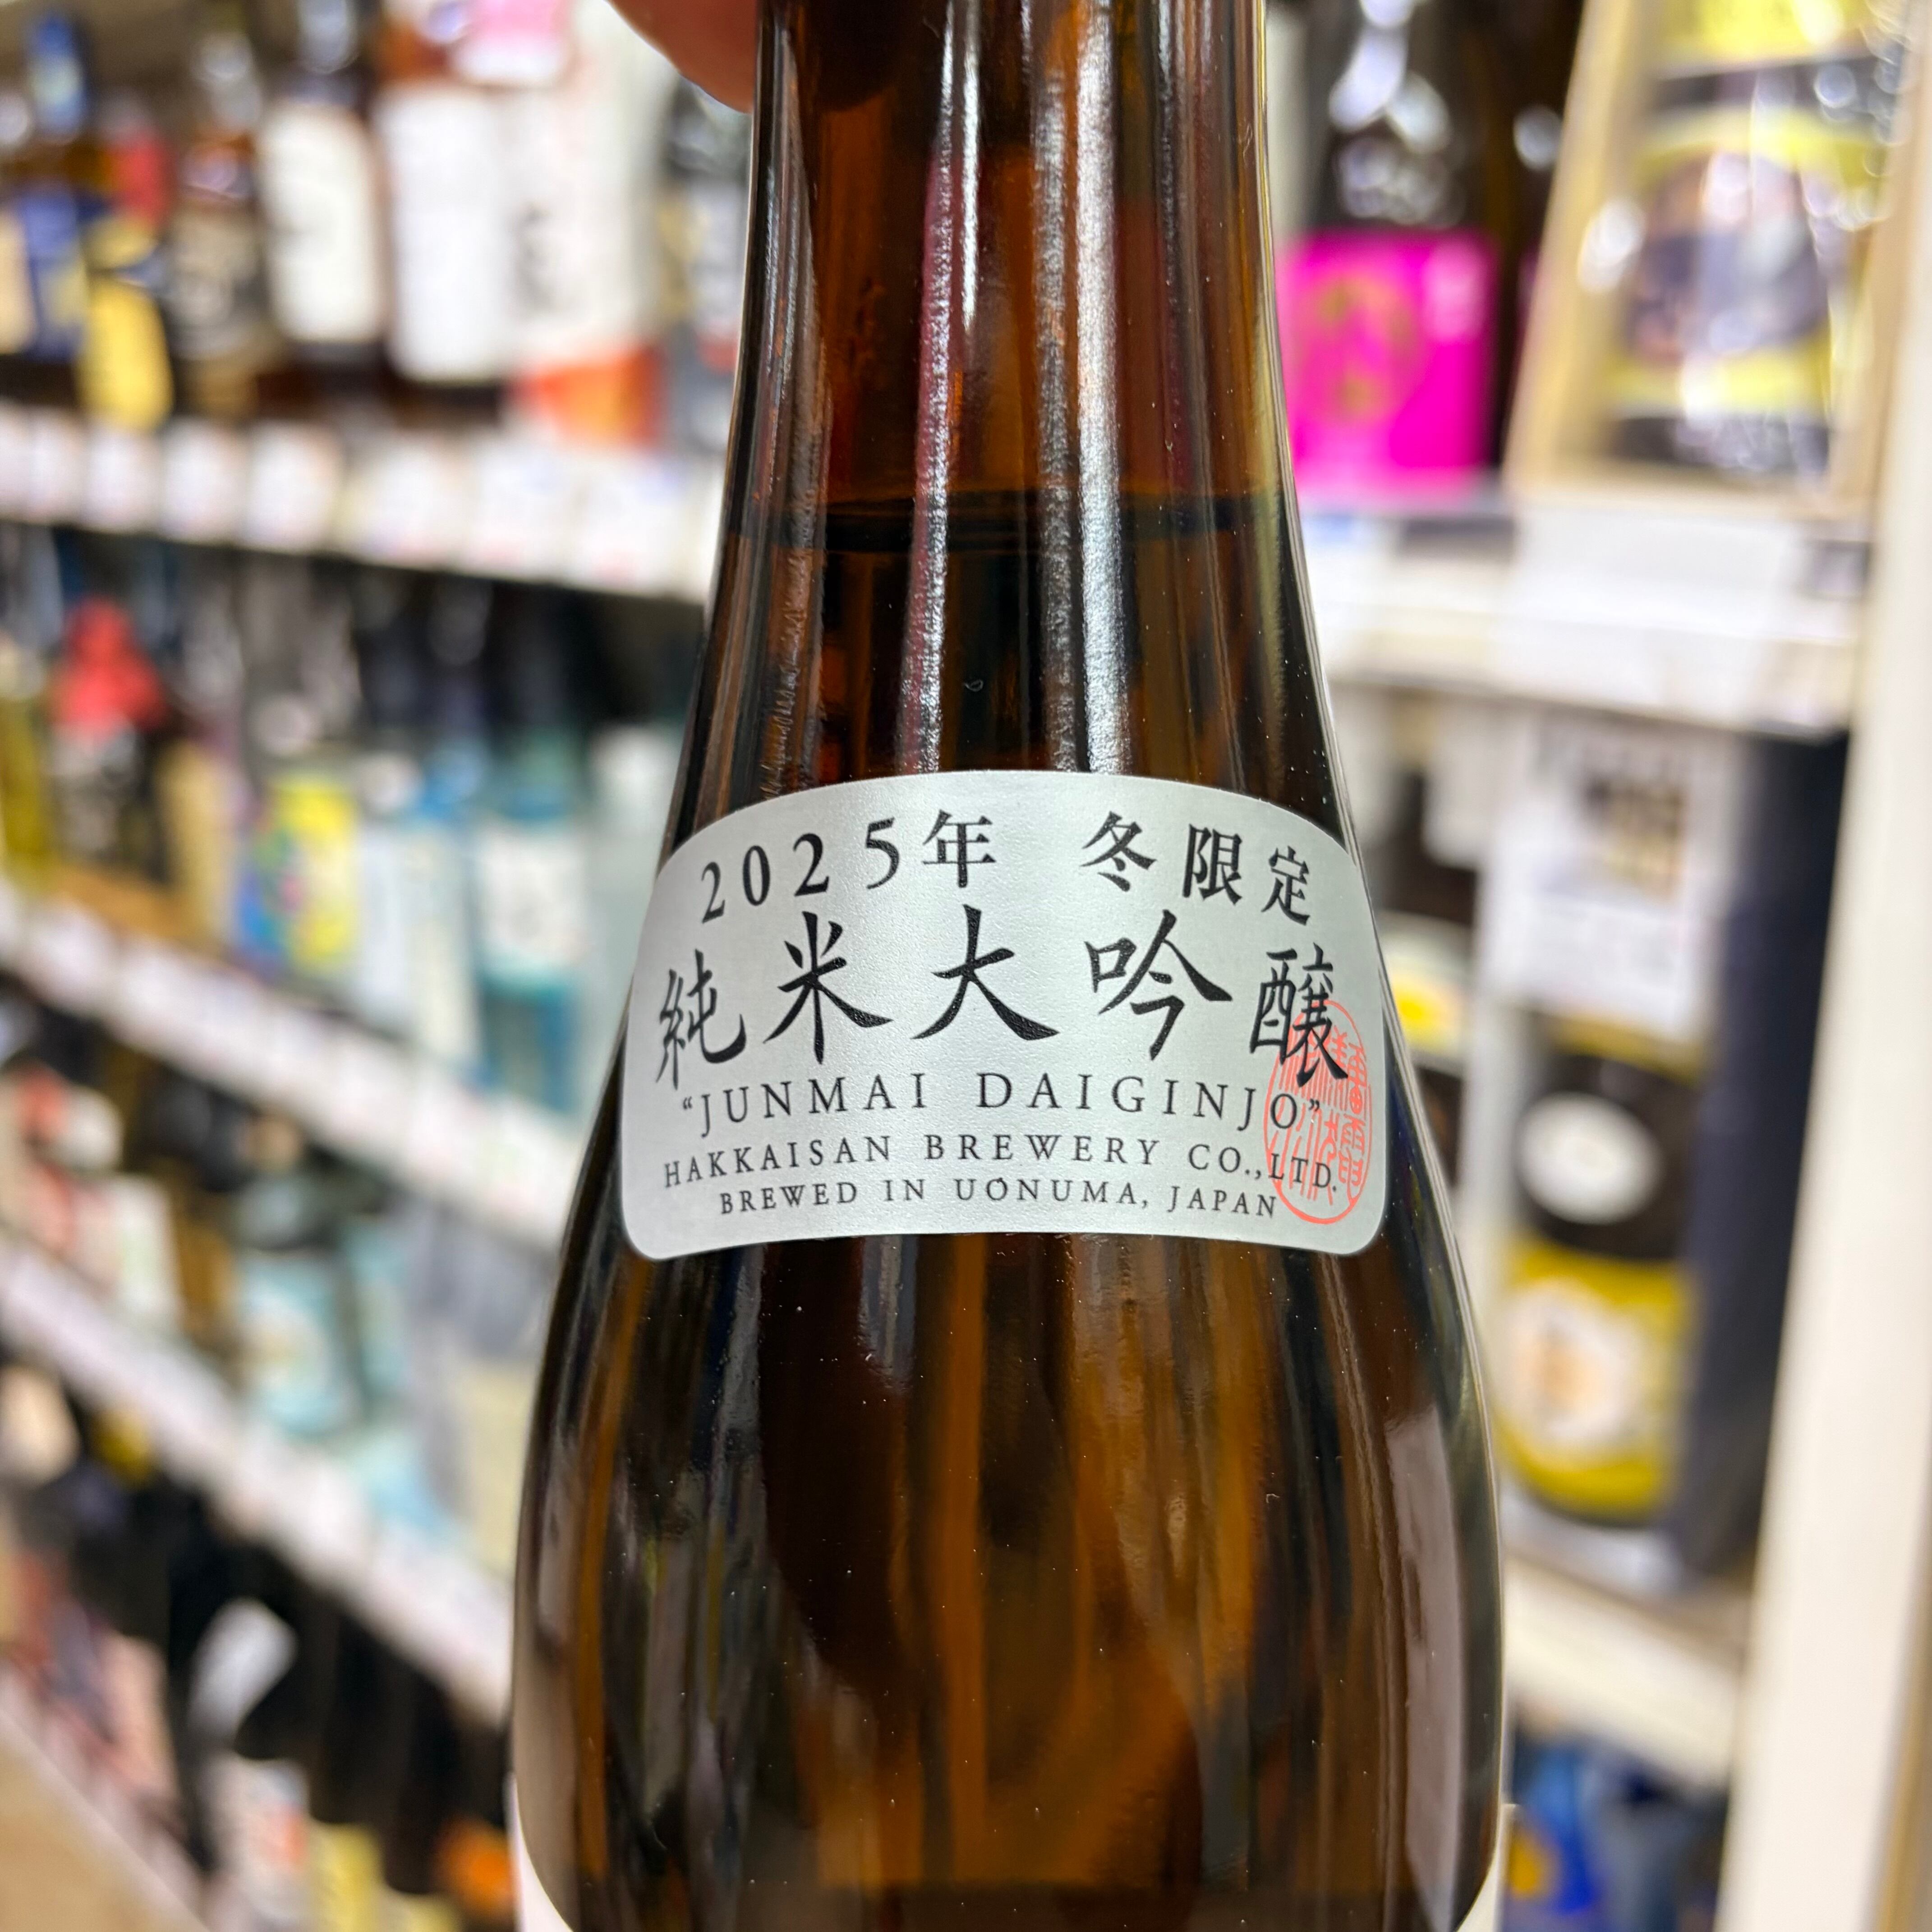 2025年 冬限定
純米大吟醸
“JUNMAI DAIGINJO”
HAKKAISAN BREWERY CO.,LTD.
BREWED IN UONUMA, JAPAN